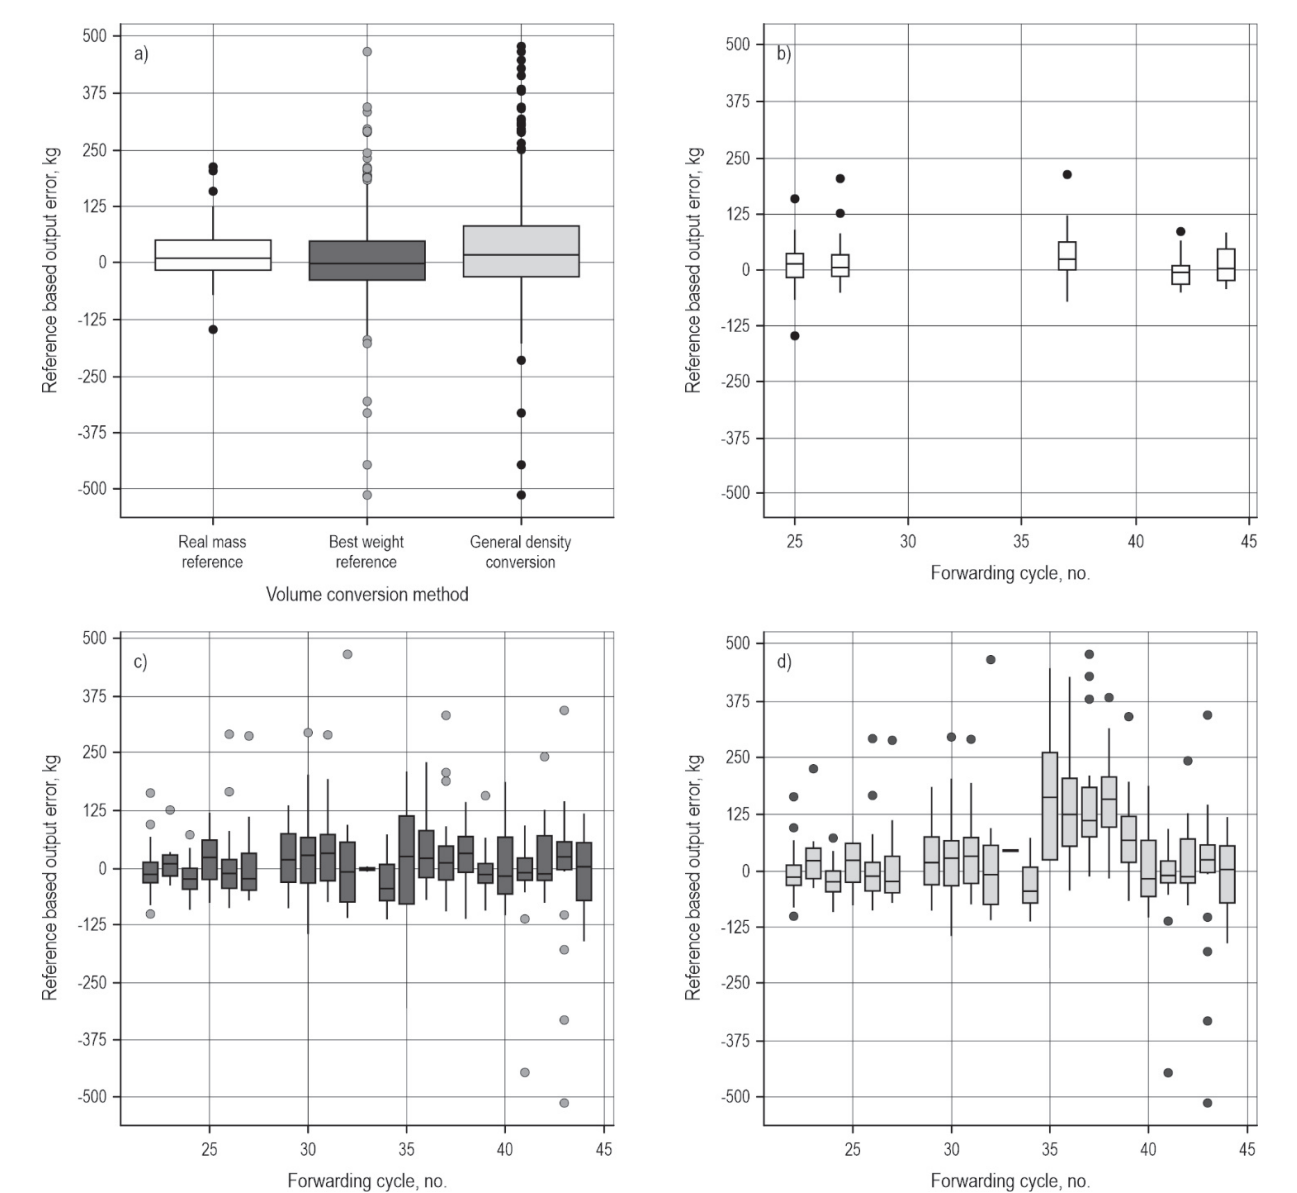 a)
Reference based output error, kg
500
375
250
125
0
-125
-250
-375
-500
Real mass reference
Best weight reference
General density conversion
Volume conversion method
b)
Reference based output error, kg
500
375
250
125
0
-125
-250
-375
-500
25 30 35 40 45
Forwarding cycle, no.
c)
Reference based output error, kg
500
375
250
125
0
-125
-250
-375
-500
25 30 35 40 45
Forwarding cycle, no.
d)
Reference based output error, kg
500
375
250
125
0
-125
-250
-375
-500
25 30 35 40 45
Forwarding cycle, no.